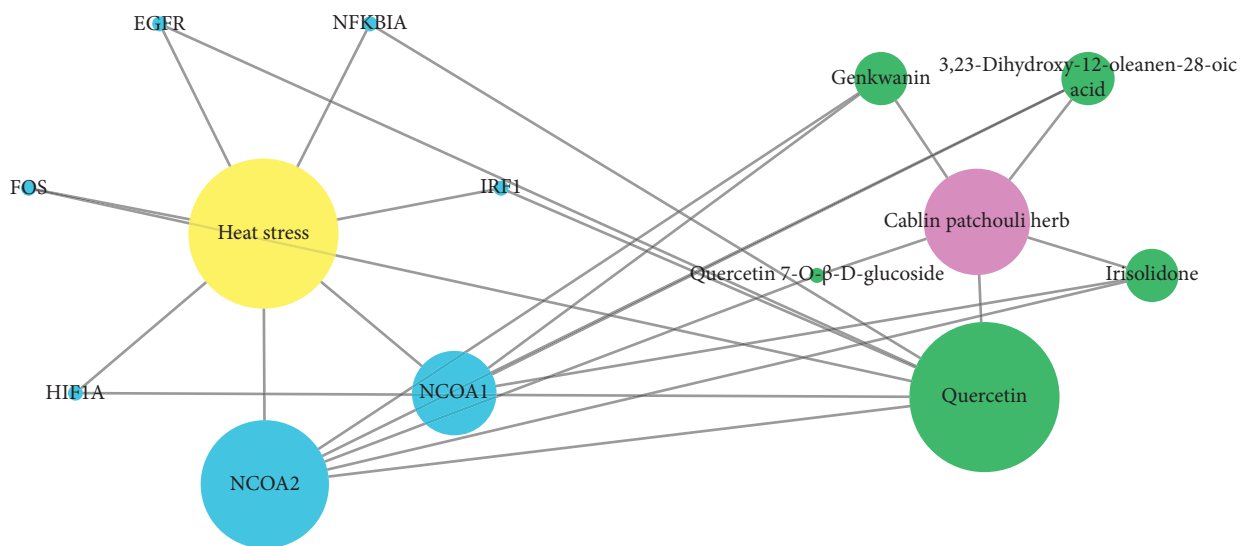 EGFR
NFKBIA
3,23-Dihydroxy-12-oleanen-28-oic
acid
Genkwanin
FOS
IRF1
Heat stress
Cablin patchouli herb
Quercetin 7-O-β-D-glucoside
Irisolidone
HIF1A
NCOA1
Quercetin
NCOA2